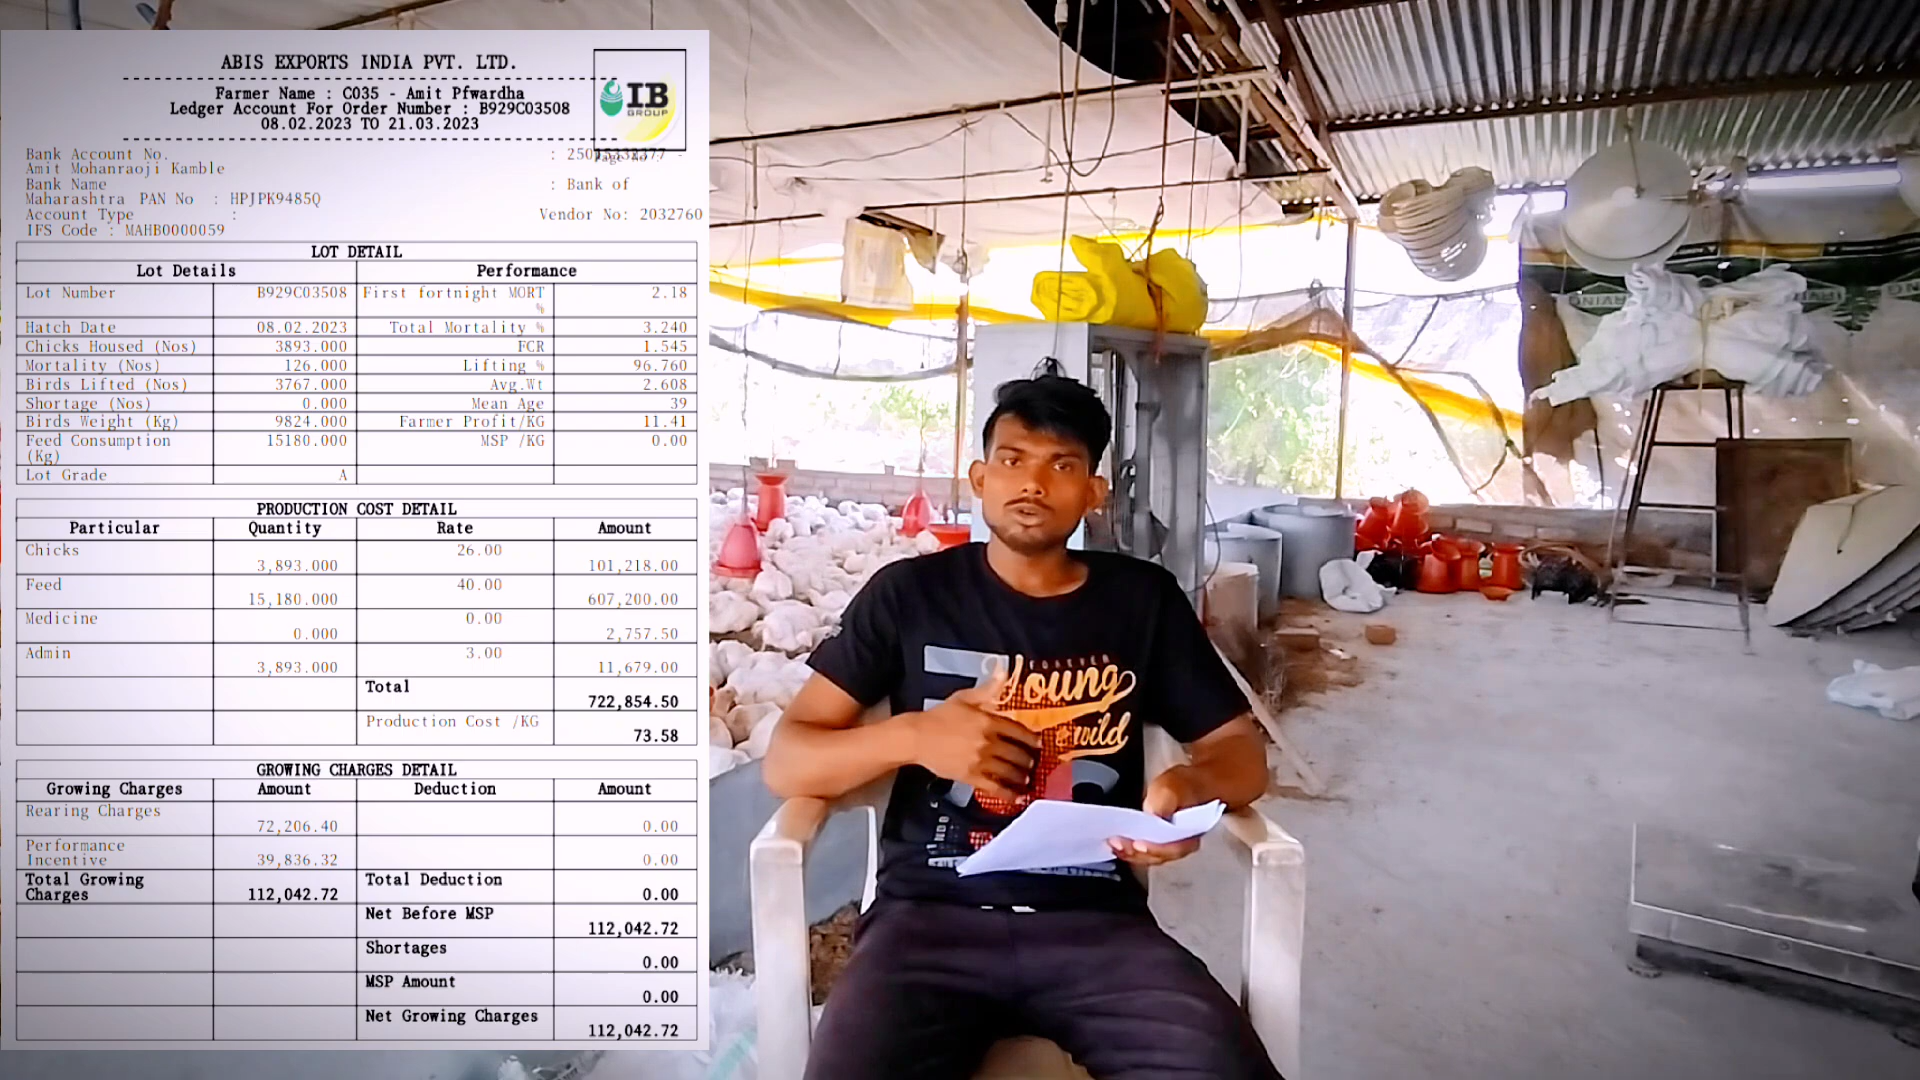 ABIS EXPORTS INDIA PVT. LTD.
Farmer Name : C035 - Amit Pfwardha
Ledger Account For Order Number : B929C03508
08.02.2023 TO 21.03.2023
IB
GROUP
Bank Account No. :
Amit Mohanraoji Kamble
Bank Name : Bank of
Maharashtra PAN No : HPJPK9485Q
Account Type : Vendor No: 2032760
IFS Code : MAHB0000059
LOT DETAIL
Lot Details Performance
Lot Number B929C03508 First fortnight MORT % 2.18
Hatch Date 08.02.2023 Total Mortality % 3.240
Chicks Housed (Nos) 3893.000 FCR 1.545
Mortality (Nos) 126.000 Lifting % 96.760
Birds Lifted (Nos) 3767.000 Avg.Wt 2.608
Shortage (Nos) 0.000 Mean Age 39
Birds Weight (Kg) 9824.000 Farmer Profit/KG 11.41
Feed Consumption (Kg) 15180.000 MSP /KG 0.00
Lot Grade A
PRODUCTION COST DETAIL
Particular Quantity Rate Amount
Chicks 3,893.000 26.00 101,218.00
Feed 15,180.000 40.00 607,200.00
Medicine 0.000 0.00 2,757.50
Admin 3,893.000 3.00 11,679.00
Total 722,854.50
Production Cost /KG 73.58
GROWING CHARGES DETAIL
Growing Charges Amount Deduction Amount
Rearing Charges 72,206.40 0.00
Performance Incentive 39,836.32 0.00
Total Growing Charges 112,042.72 Total Deduction 0.00
Net Before MSP 112,042.72
Shortages 0.00
MSP Amount 0.00
Net Growing Charges 112,042.72
FOREVER
Young
wild